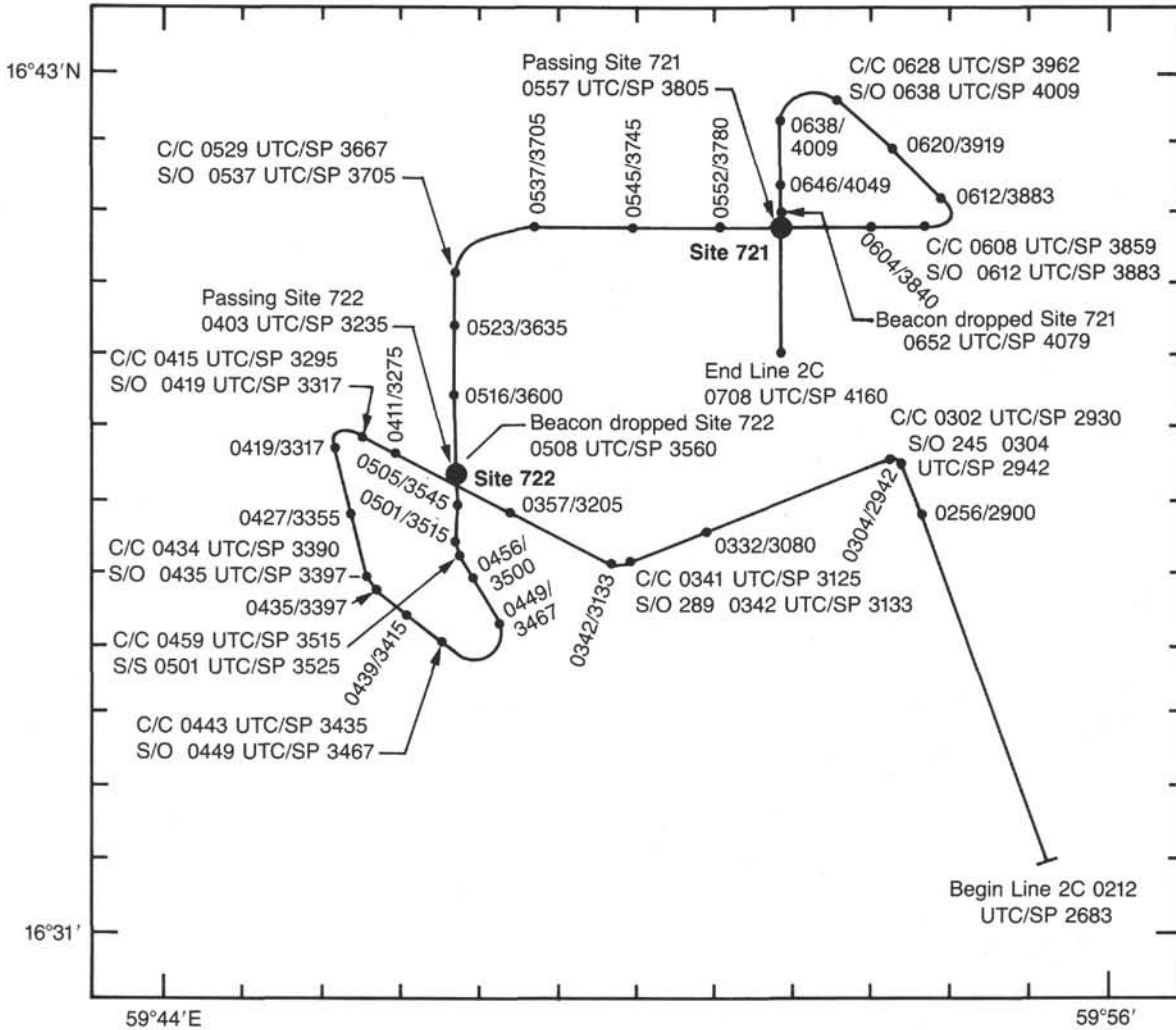 16°43′N
Passing Site 721
0557 UTC/SP 3805
C/C 0628 UTC/SP 3962
S/O 0638 UTC/SP 4009
C/C 0529 UTC/SP 3667
S/O 0537 UTC/SP 3705
0537/3705
0545/3745
0552/3780
0638/
4009
0620/3919
0646/4049
0612/3883
Site 721
C/C 0608 UTC/SP 3859
S/O 0612 UTC/SP 3883
0604/3840
Passing Site 722
0403 UTC/SP 3235
0523/3635
Beacon dropped Site 721
0652 UTC/SP 4079
C/C 0415 UTC/SP 3295
S/O 0419 UTC/SP 3317
0411/3275
0516/3600
End Line 2C
0708 UTC/SP 4160
Beacon dropped Site 722
0508 UTC/SP 3560
C/C 0302 UTC/SP 2930
S/O 245 0304
UTC/SP 2942
0419/3317
0505/3545
Site 722
0501/3515
0357/3205
0304/2942
0256/2900
0427/3355
0332/3080
C/C 0434 UTC/SP 3390
S/O 0435 UTC/SP 3397
0456/
3500
C/C 0341 UTC/SP 3125
S/O 289 0342 UTC/SP 3133
0435/3397
0449/
3467
0342/3133
C/C 0459 UTC/SP 3515
S/S 0501 UTC/SP 3525
0439/3415
C/C 0443 UTC/SP 3435
S/O 0449 UTC/SP 3467
Begin Line 2C 0212
UTC/SP 2683
16°31′
59°44′E
59°56′